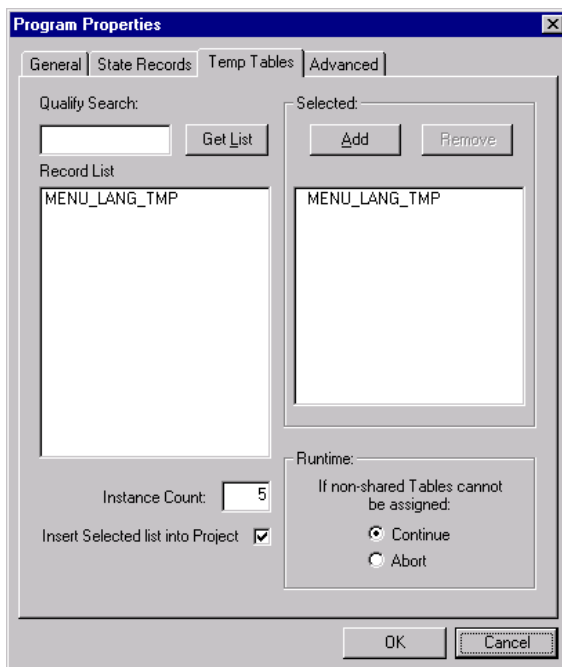 Program Properties
General
State Records
Temp Tables
Advanced
Qualify Search:
Get List
Record List
MENU_LANG_TMP
Instance Count: 5
Insert Selected list into Project
Selected:
Add
Remove
MENU_LANG_TMP
Runtime:
If non-shared Tables cannot
be assigned:
Continue
Abort
OK
Cancel